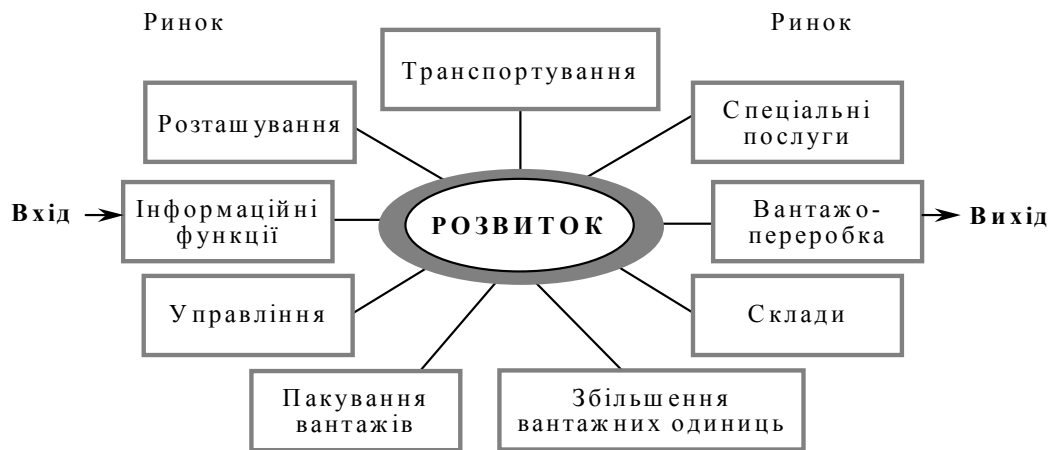 Ринок
Ринок
Транспортування
Розташування
Спеціальні
послуги
Вхід
Інформаційні
функції
РОЗВИТОК
Вантажо-
переробка
Вихід
Управління
Склади
Пакування
вантажів
Збільшення
вантажних одиниць